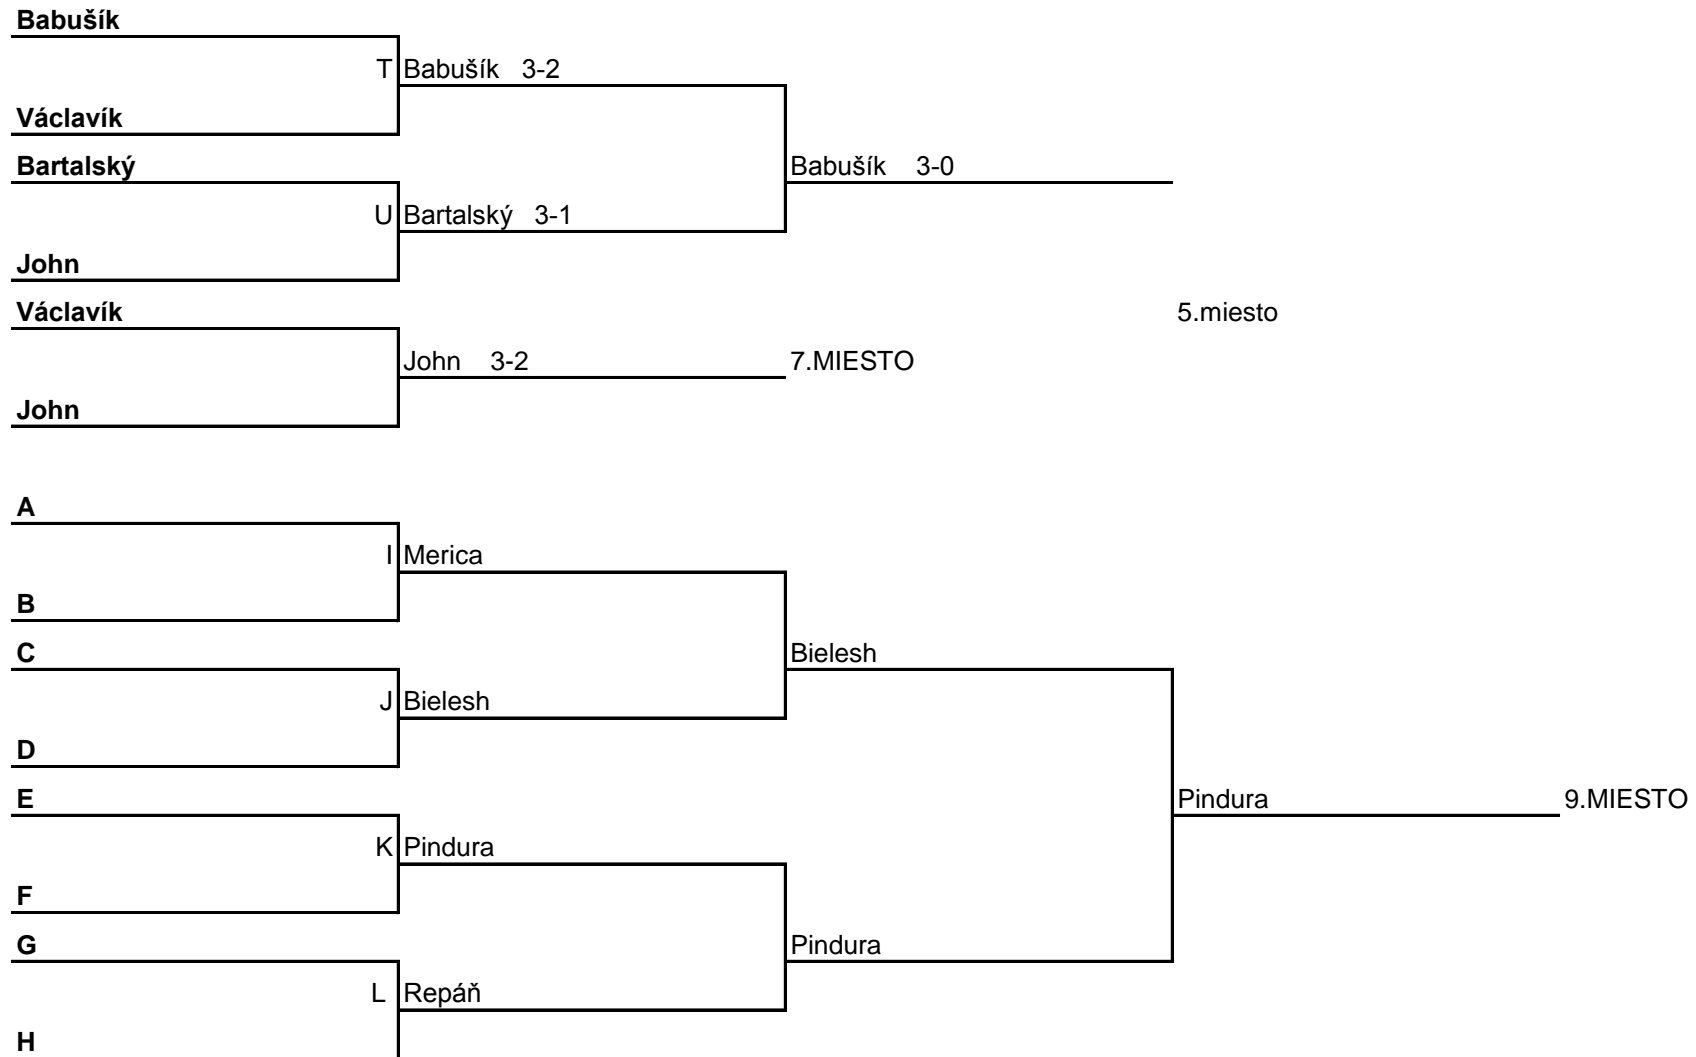 Babušík
T Babušík 3-2
Václavík
Bartalský Babušík 3-0
U Bartalský 3-1
John
Václavík 5.miesto
John 3-2 7.MIESTO
John
A
I Merica
B
C Bielesh
J Bielesh
D
E Pindura 9.MIESTO
K Pindura
F
G Pindura
L Repáň
H